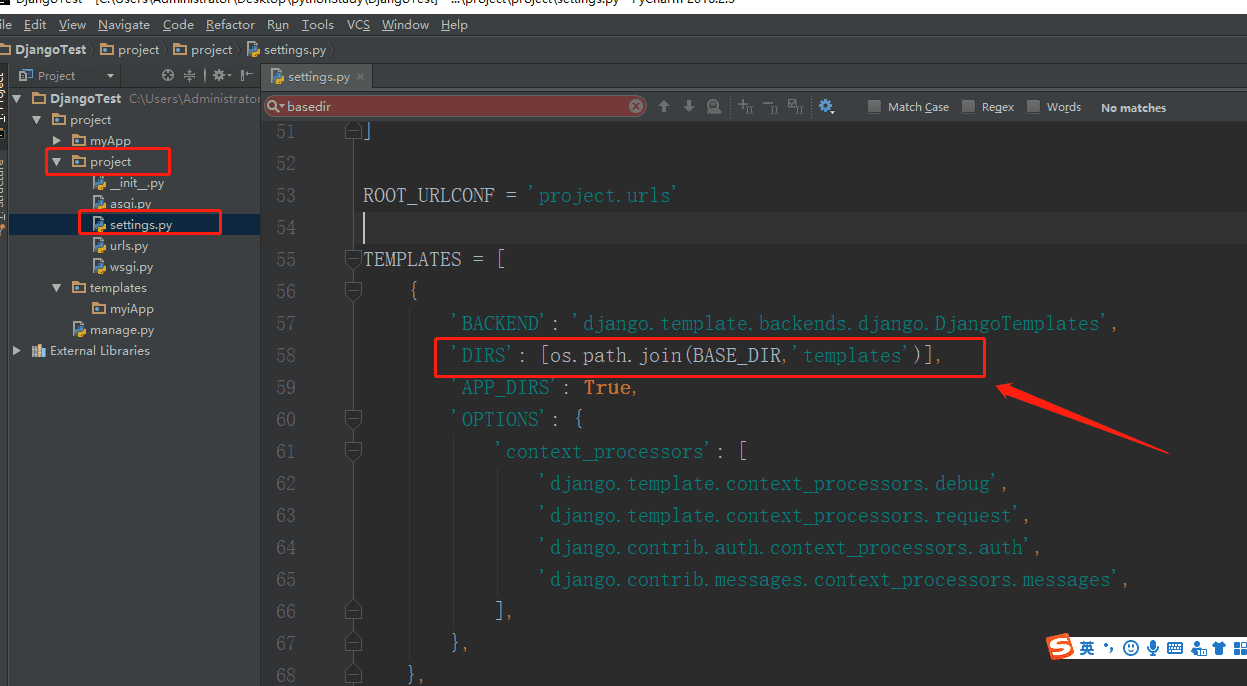 DjangoTest - [C:\Users\Administrator\Desktop\pythonstudy\DjangoTest] - ...\project\project\settings.py - PyCharm 2016.2.3
ile Edit View Navigate Code Refactor Run Tools VCS Window Help
DjangoTest project project settings.py
Project
settings.py
DjangoTest C:\Users\Administrator
project
myApp
project
__init__.py
asgi.py
settings.py
urls.py
wsgi.py
templates
myiApp
manage.py
External Libraries
basedir
Match Case Regex Words No matches
51 ]
52
53 ROOT_URLCONF = 'project.urls'
54
55 TEMPLATES = [
56 {
57 'BACKEND': 'django.template.backends.django.DjangoTemplates',
58 'DIRS': [os.path.join(BASE_DIR,'templates')],
59 'APP_DIRS': True,
60 'OPTIONS': {
61 'context_processors': [
62 'django.template.context_processors.debug',
63 'django.template.context_processors.request',
64 'django.contrib.auth.context_processors.auth',
65 'django.contrib.messages.context_processors.messages',
66 ],
67 },
68 },
S 英